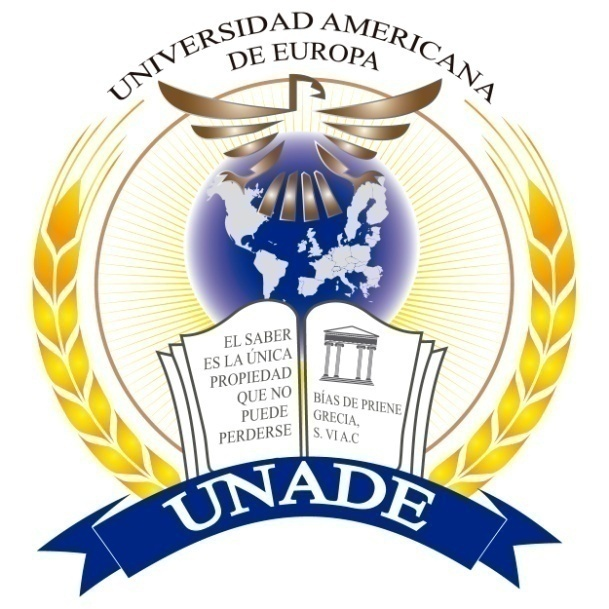 UNIVERSIDAD AMERICANA
DE EUROPA
EL SABER
ES LA ÚNICA
PROPIEDAD
QUE NO
PUEDE
PERDERSE
BÍAS DE PRIENE
GRECIA,
S. VI A.C
UNADE